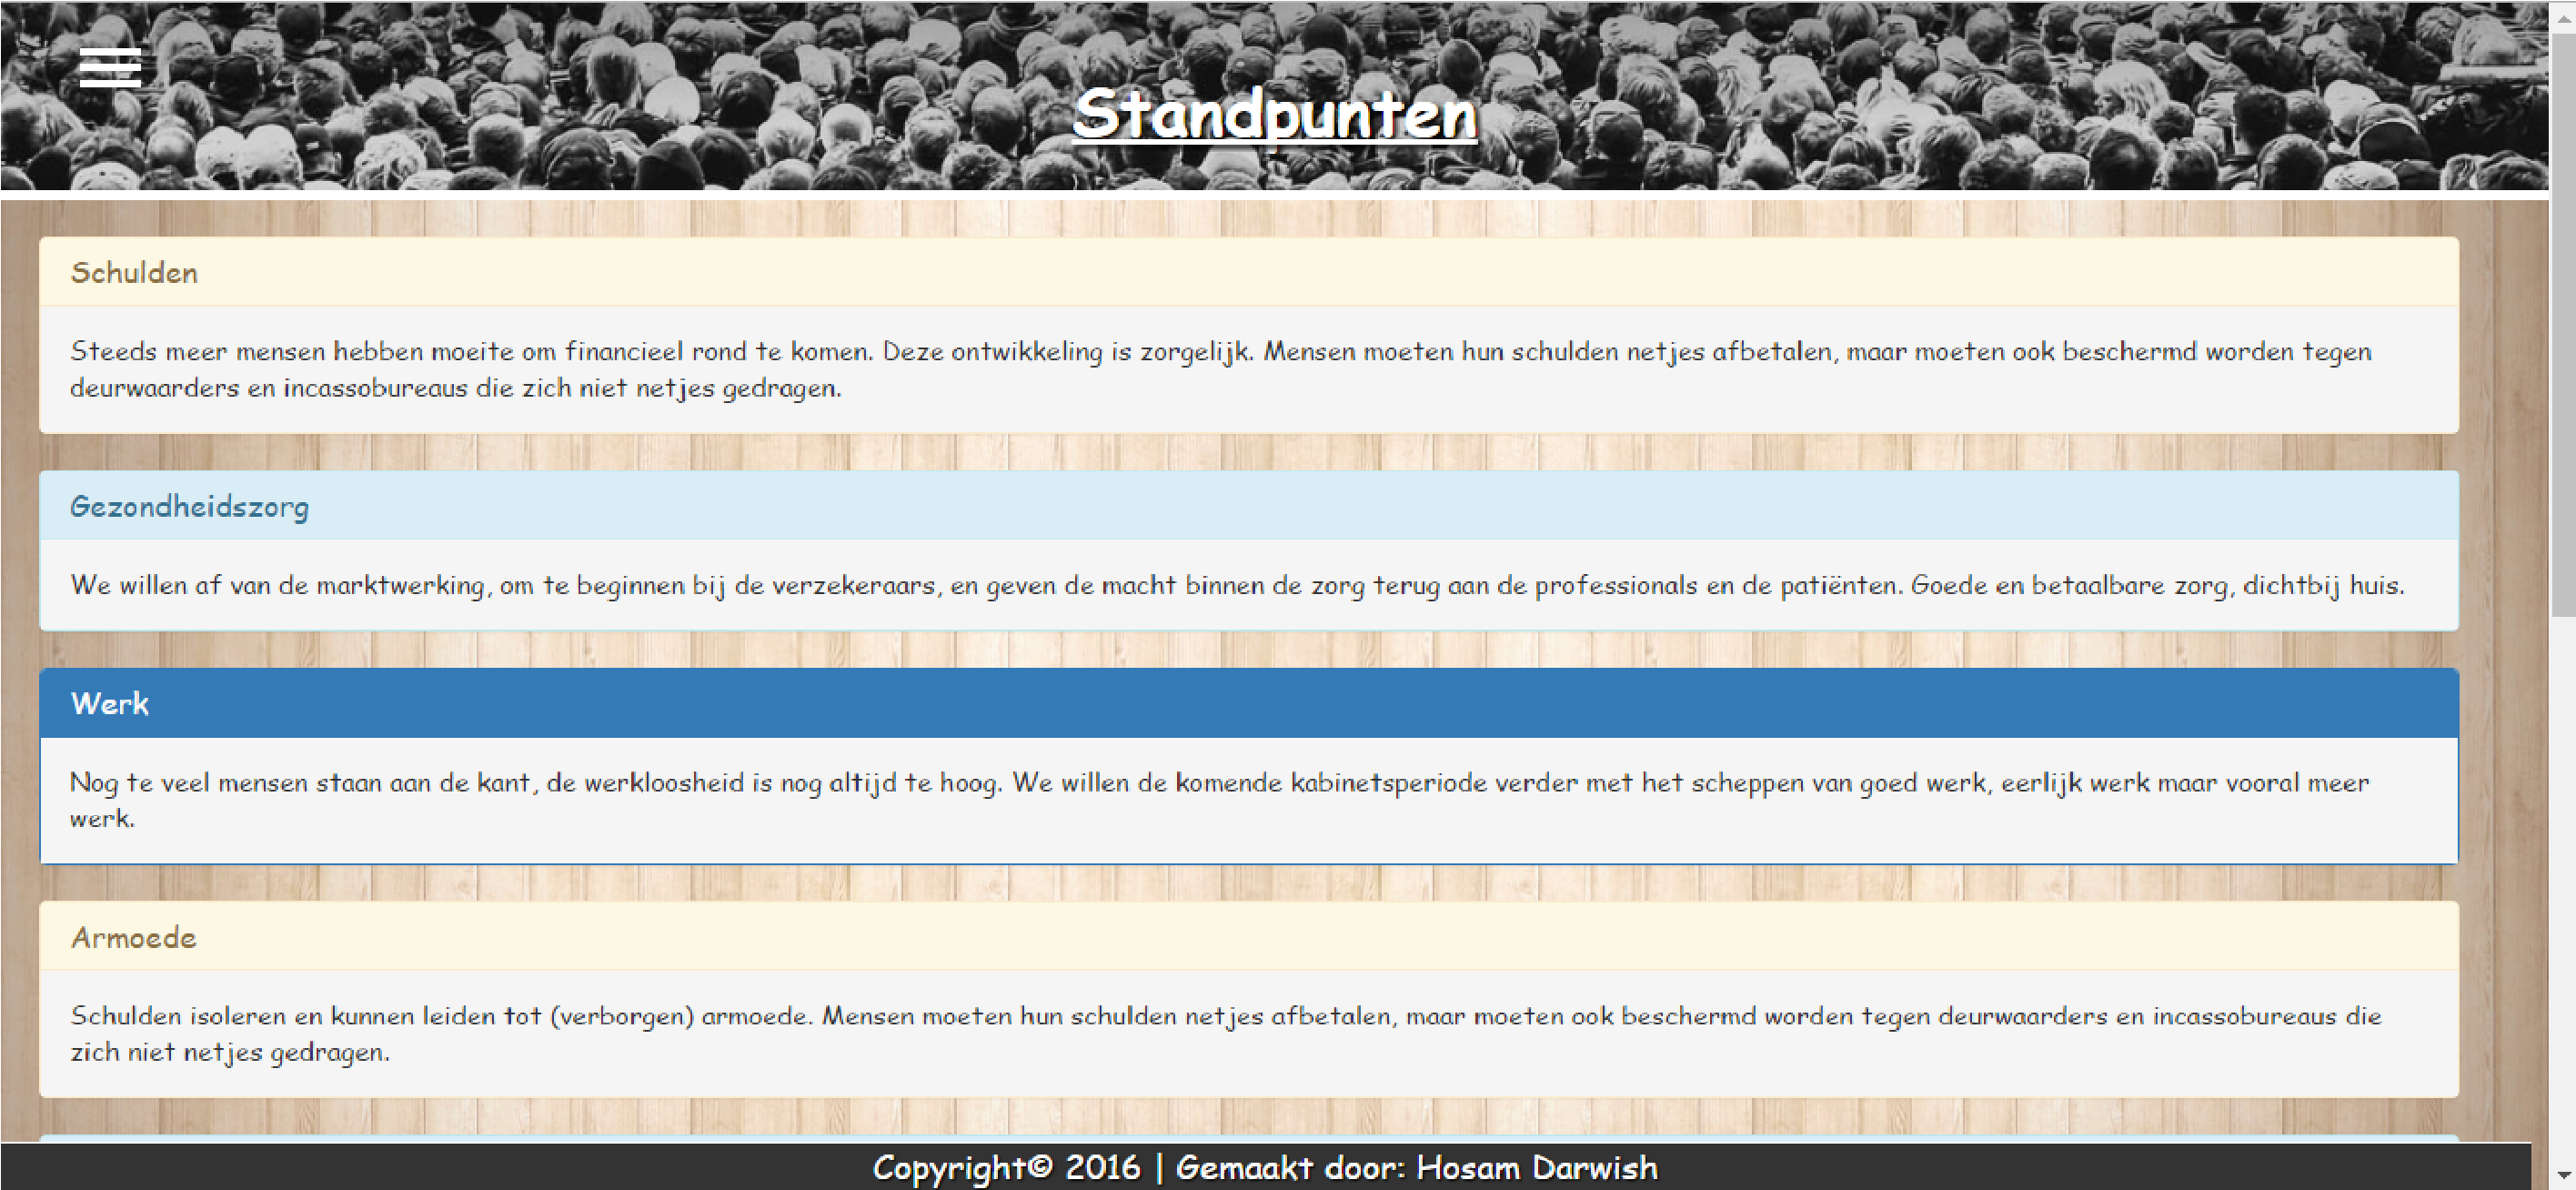 Standpunten
Schulden
Steeds meer mensen hebben moeite om financieel rond te komen. Deze ontwikkeling is zorgelijk. Mensen moeten hun schulden netjes afbetalen, maar moeten ook beschermd worden tegen
deurwaarders en incassobureaus die zich niet netjes gedragen.
Gezondheidszorg
We willen af van de marktwerking, om te beginnen bij de verzekeraars, en geven de macht binnen de zorg terug aan de professionals en de patiënten. Goede en betaalbare zorg, dichtbij huis.
Werk
Nog te veel mensen staan aan de kant, de werkloosheid is nog altijd te hoog. We willen de komende kabinetsperiode verder met het scheppen van goed werk, eerlijk werk maar vooral meer
werk.
Armoede
Schulden isoleren en kunnen leiden tot (verborgen) armoede. Mensen moeten hun schulden netjes afbetalen, maar moeten ook beschermd worden tegen deurwaarders en incassobureaus die
zich niet netjes gedragen.
Copyright© 2016 | Gemaakt door: Hosam Darwish